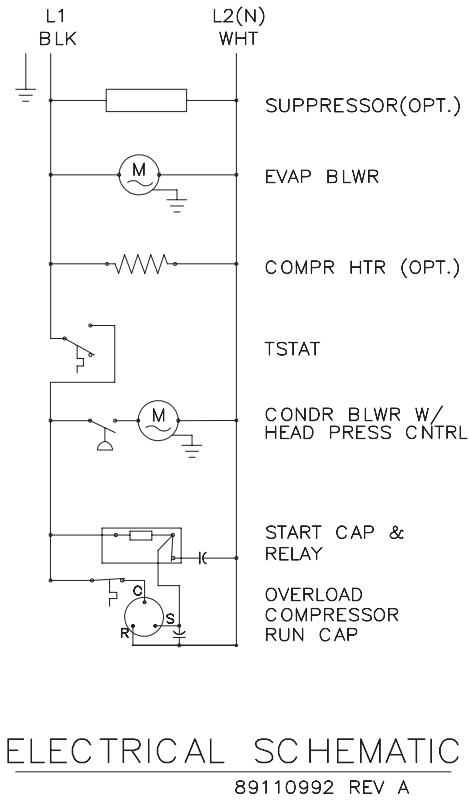 L1 L2(N)
BLK WHT
SUPPRESSOR(OPT.)
M
EVAP BLWR
COMPR HTR (OPT.)
TSTAT
M
CONDR BLWR W/
HEAD PRESS CNTRL
START CAP &
RELAY
OVERLOAD
C
COMPRESSOR
S
R
RUN CAP
ELECTRICAL SCHEMATIC
89110992 REV A